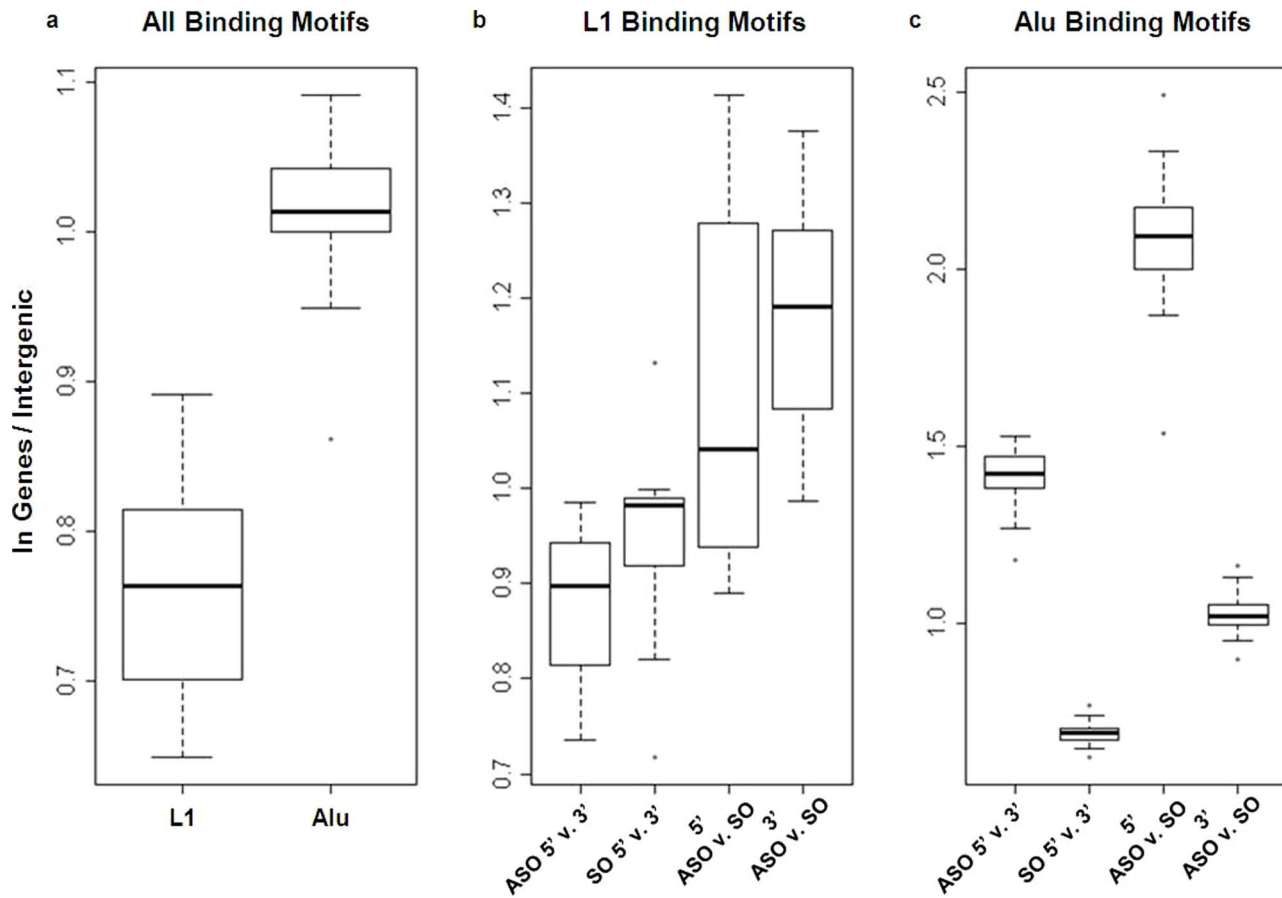 a All Binding Motifs
b L1 Binding Motifs
c Alu Binding Motifs
In Genes / Intergenic
1.1
1.0
0.9
0.8
0.7
L1
Alu
1.4
1.3
1.2
1.1
1.0
0.9
0.8
0.7
ASO 5’ v. 3’
SO 5’ v. 3’
5’
ASO v. SO
3’
ASO v. SO
2.5
2.0
1.5
1.0
ASO 5’ v. 3’
SO 5’ v. 3’
5’
ASO v. SO
3’
ASO v. SO